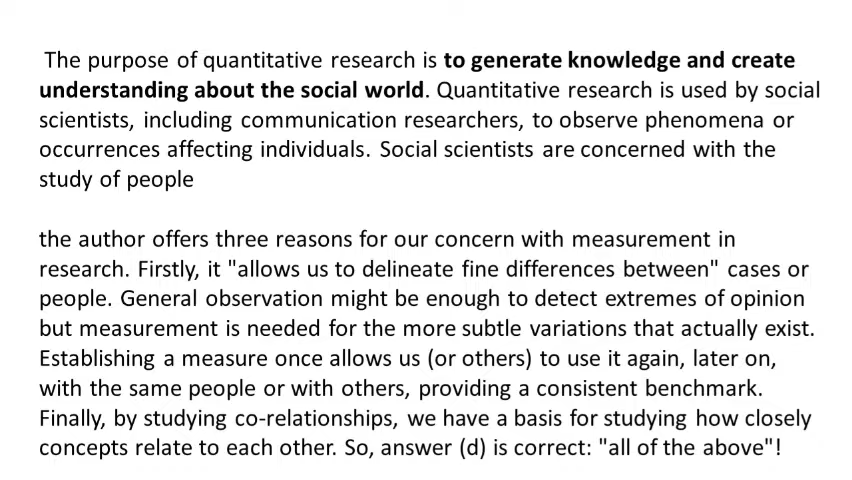 The purpose of quantitative research is to generate knowledge and create
understanding about the social world. Quantitative research is used by social
scientists, including communication researchers, to observe phenomena or
occurrences affecting individuals. Social scientists are concerned with the
study of people
the author offers three reasons for our concern with measurement in
research. Firstly, it "allows us to delineate fine differences between" cases or
people. General observation might be enough to detect extremes of opinion
but measurement is needed for the more subtle variations that actually exist.
Establishing a measure once allows us (or others) to use it again, later on,
with the same people or with others, providing a consistent benchmark.
Finally, by studying co-relationships, we have a basis for studying how closely
concepts relate to each other. So, answer (d) is correct: "all of the above"!